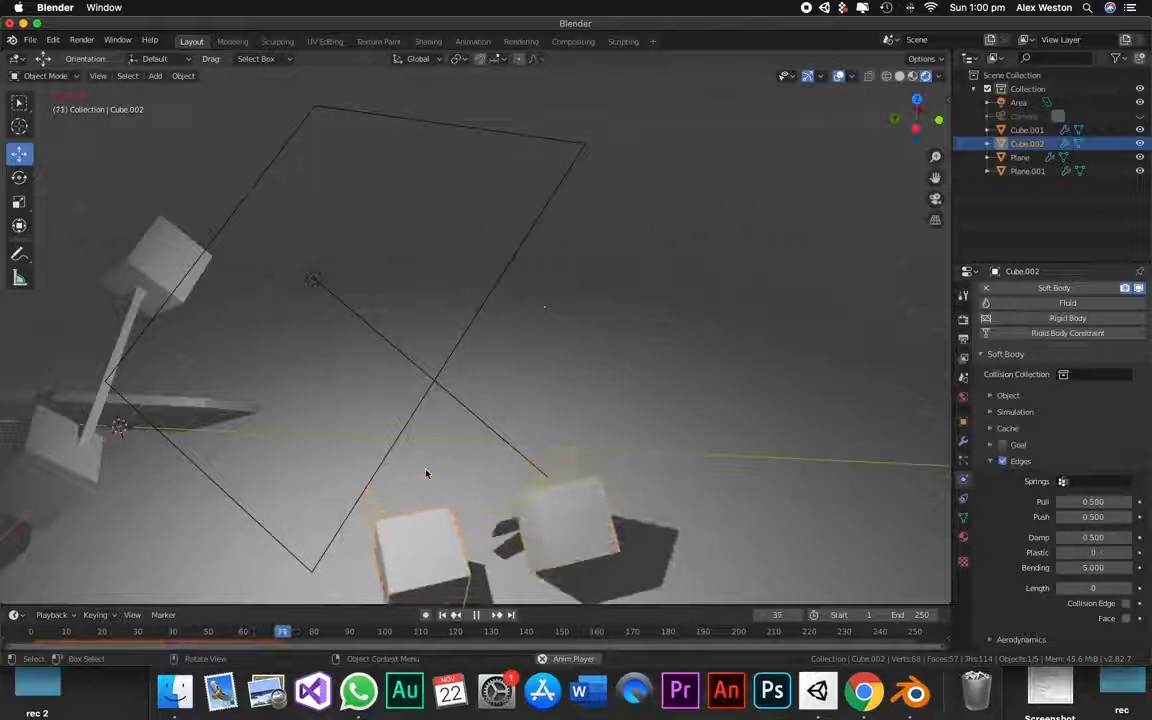 Blender Window Sun 1:00 pm Alex Weston
Blender
File Edit Render Window Help Layout Modeling Sculpting UV Editing Texture Paint Shading Animation Rendering Compositing Scripting + Scene View Layer
Orientation: Default Drag: Select Box Global Options
Object Mode View Select Add Object Scene Collection
Collection
Collection | Cube.002 Area
Cube.001
Cube.002
Plane
Plane.001
Cube.002
Soft Body
Fluid
Rigid Body
Rigid Body Constraint
Soft Body
Collision Collection
Object
Simulation
Cache
Goal
Edges
Springs
Pull 0.500
Push 0.500
Damp 0.500
Plastic 0
Bending 5.000
Length 0
Collision Edge
Face
Playback Keying View Marker Start 1 End 250
0 10 20 30 40 50 60 80 90 100 110 120 130 140 150 160 170 180 190 200 210 220 230 240 250
Aerodynamics
Select Box Select Rotate View Object Context Menu Anim Player Collection | Cube.002 | Verts:68 | Faces:57 | Tris:114 | Objects:1/5 | Mem: 45.6 MiB | v2.82.7
NOV 22 1 Au W Pr An Ps
rec 2 Screenshot rec